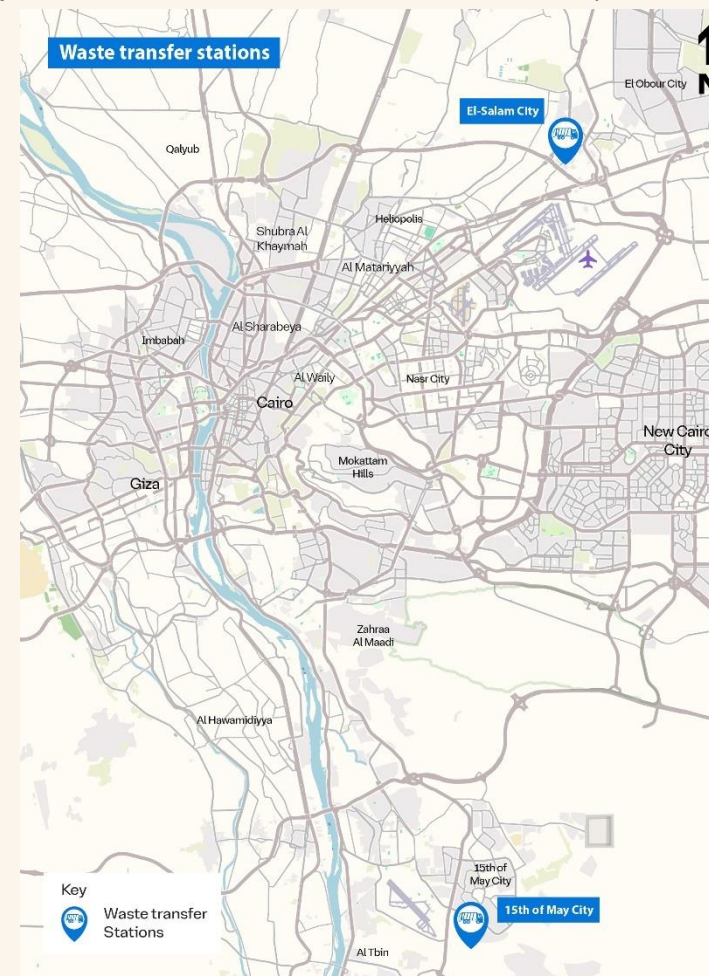 Waste transfer stations
N
El Obour City
El-Salam City
Qalyub
Heliopolis
Shubra Al
Khaymah
Al Matariyyah
Al Sharabeya
Imbabah
Al Waily
Nasr City
Cairo
New Cairo
City
Mokattam
Hills
Giza
Zahraa
Al Maadi
Al Hawamidiyya
15th of
May City
15th of May City
Al Tbin
Key
Waste transfer
Stations